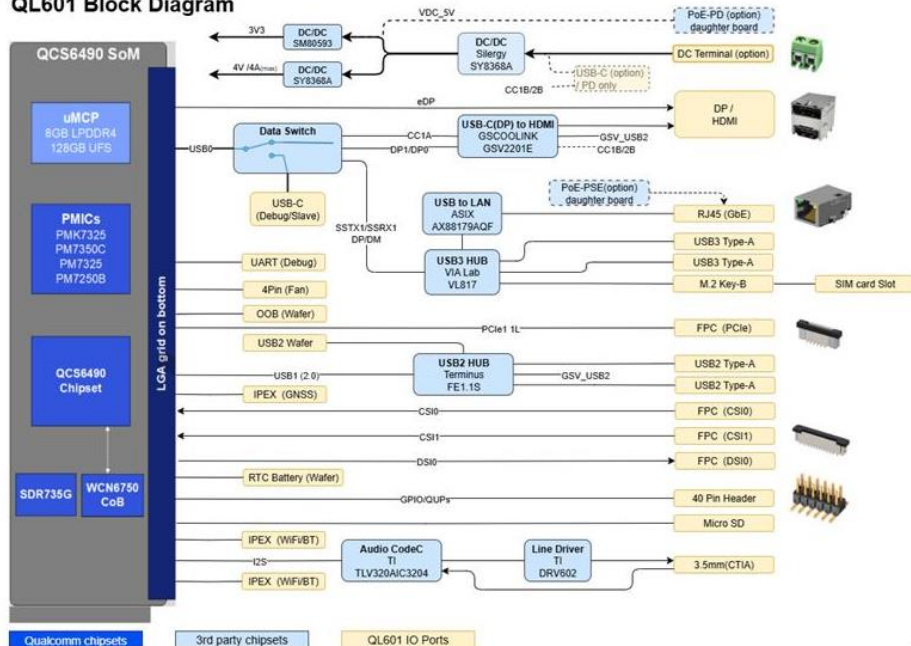 QL601 Block Diagram
QCS6490 SoM
uMCP
8GB LPDDR4
128GB UFS
PMICs
PMK7325
PM7350C
PM7325
PM7250B
QCS6490
Chipset
SDR735G
WCN6750
CoB
LGA grid on bottom
3V3
DC/DC
SM80593
4V /4A(max)
DC/DC
SY8368A
VDC_5V
DC/DC
Silergy
SY8368A
PoE-PD (option)
daughter board
DC Terminal (option)
USB-C (option)
/ PD only
CC1B/2B
eDP
DP /
HDMI
USB0
Data Switch
CC1A
DP1/DP0
USB-C(DP) to HDMI
GSCOOLINK
GSV2201E
GSV_USB2
CC1B/2B
USB-C
(Debug/Slave)
SSTX1/SSRX1
DP/DM
USB to LAN
ASIX
AX88179AQF
PoE-PSE(option)
daughter board
RJ45 (GbE)
USB3 HUB
VIA Lab
VL817
USB3 Type-A
USB3 Type-A
M.2 Key-B
SIM card Slot
UART (Debug)
4Pin (Fan)
OOB (Wafer)
PCIe1 1L
FPC (PCIe)
USB2 Wafer
USB1 (2.0)
USB2 HUB
Terminus
FE1.1S
GSV_USB2
USB2 Type-A
USB2 Type-A
IPEX (GNSS)
CSI0
FPC (CSI0)
CSI1
FPC (CSI1)
DSI0
FPC (DSI0)
RTC Battery (Wafer)
GPIO/QUPs
40 Pin Header
Micro SD
IPEX (WiFi/BT)
I2S
Audio CodeC
TI
TLV320AIC3204
Line Driver
TI
DRV602
3.5mm(CTIA)
IPEX (WiFi/BT)
Qualcomm chipsets
3rd party chipsets
QL601 IO Ports